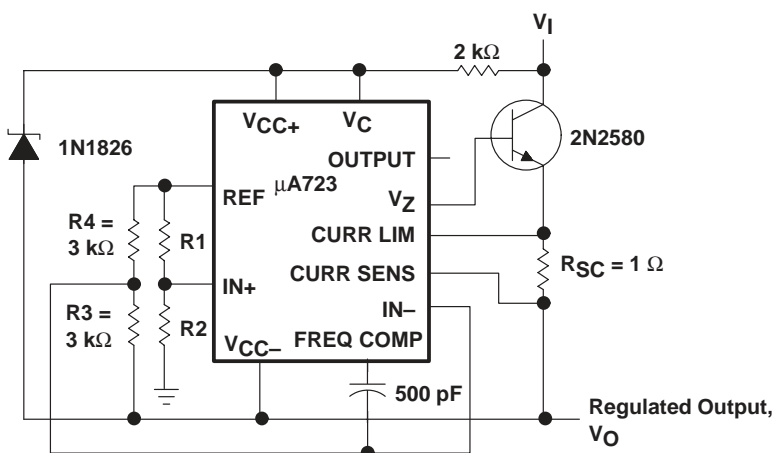 VI
2 kΩ
VCC+
VC
2N2580
1N1826
OUTPUT
μA723
REF
VZ
R4 =
3 kΩ
R1
CURR LIM
CURR SENS
RSC = 1 Ω
IN+
IN–
R3 =
3 kΩ
R2
VCC–
FREQ COMP
500 pF
Regulated Output,
VO